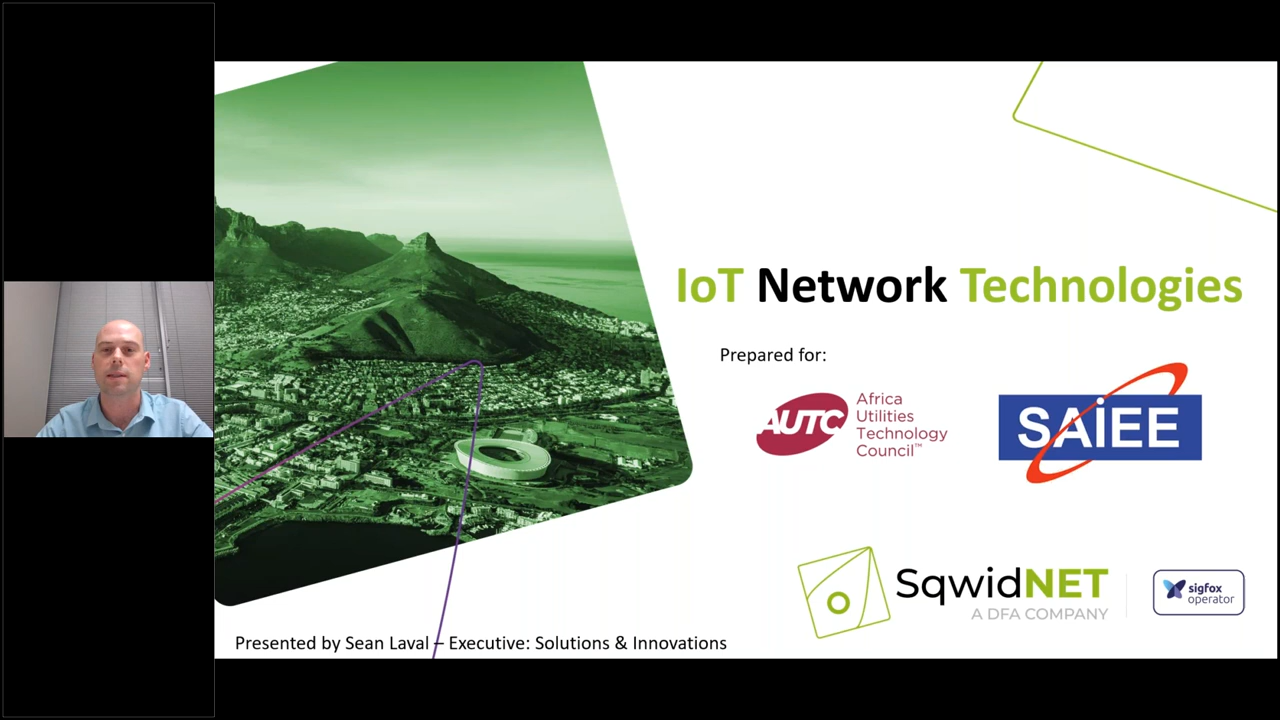 IoT Network Technologies
Prepared for:
AUTC
Africa
Utilities
Technology
Council™
SAiEE
SqwidNET
A DFA COMPANY
sigfox
operator
Presented by Sean Laval – Executive: Solutions & Innovations